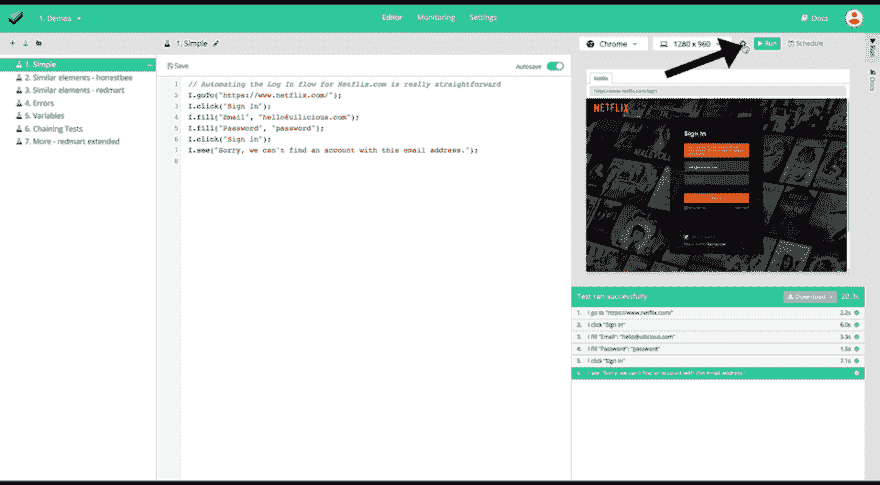 1. Demos
Editor Monitoring Settings
Docs
1. Simple
Chrome
1280 x 960
Run
Schedule
1. Simple
2. Similar elements - honestbee
3. Similar elements - redmart
4. Errors
5. Variables
6. Chaining Tests
7. More - redmart extended
Save
Autosave
1 // Automating the Log In flow for Netflix.com is really straightforward
2 I.goTo("https://www.netflix.com/");
3 I.click("Sign In");
4 I.fill("Email", "hello@uilicious.com");
5 I.fill("Password", "password");
6 I.click("Sign in");
7 I.see("Sorry, we can't find an account with this email address.");
8
Netflix
https://www.netflix.com/login
NETFLIX
Sign In
Run
Docs
Test ran successfully
Download
20.3s
1. I go to "https://www.netflix.com/" 2.2s
2. I click "Sign In" 6.0s
3. I fill "Email": "hello@uilicious.com" 3.3s
4. I fill "Password": "password" 1.5s
5. I click "Sign in" 7.1s
I see "Sorry, we can't find an account with this email address."